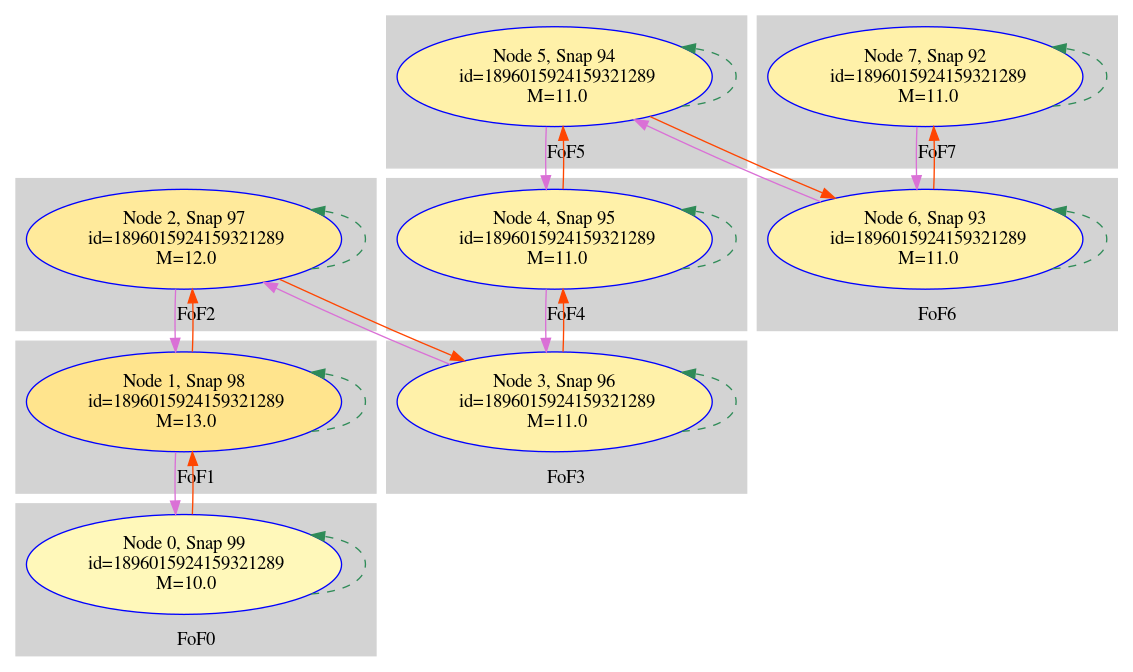 Node 5, Snap 94
id=1896015924159321289
M=11.0
FoF5
Node 7, Snap 92
id=1896015924159321289
M=11.0
FoF7
Node 2, Snap 97
id=1896015924159321289
M=12.0
FoF2
Node 4, Snap 95
id=1896015924159321289
M=11.0
FoF4
Node 6, Snap 93
id=1896015924159321289
M=11.0
FoF6
Node 1, Snap 98
id=1896015924159321289
M=13.0
FoF1
Node 3, Snap 96
id=1896015924159321289
M=11.0
FoF3
Node 0, Snap 99
id=1896015924159321289
M=10.0
FoF0